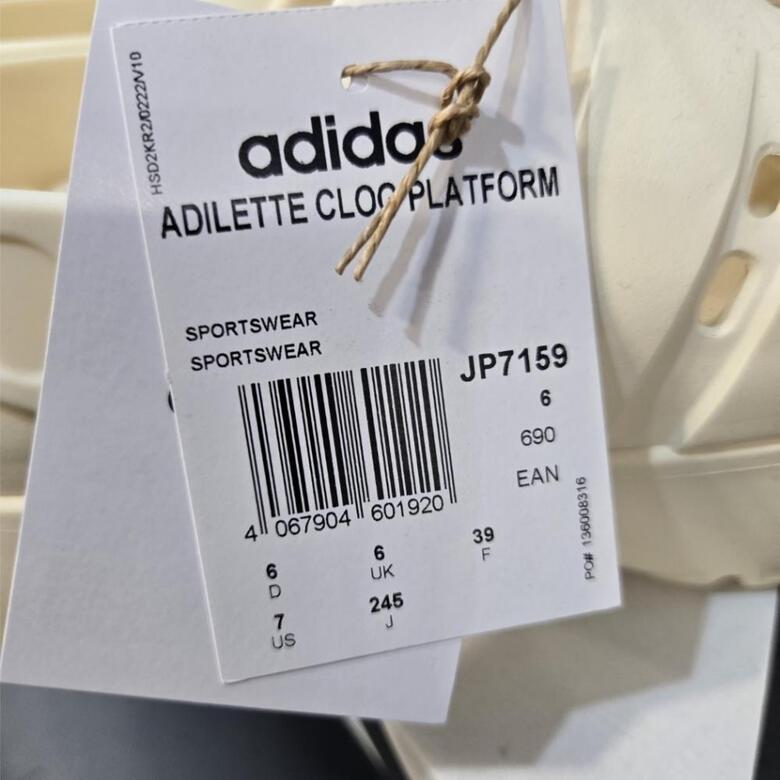 HSD2KR2/0222/V10
adidas
ADILETTE CLOG PLATFORM
SPORTSWEAR
SPORTSWEAR
JP7159
6
690
EAN
4 067904 601920
PO# 136008316
6 6 39
D UK F
7 245
US J